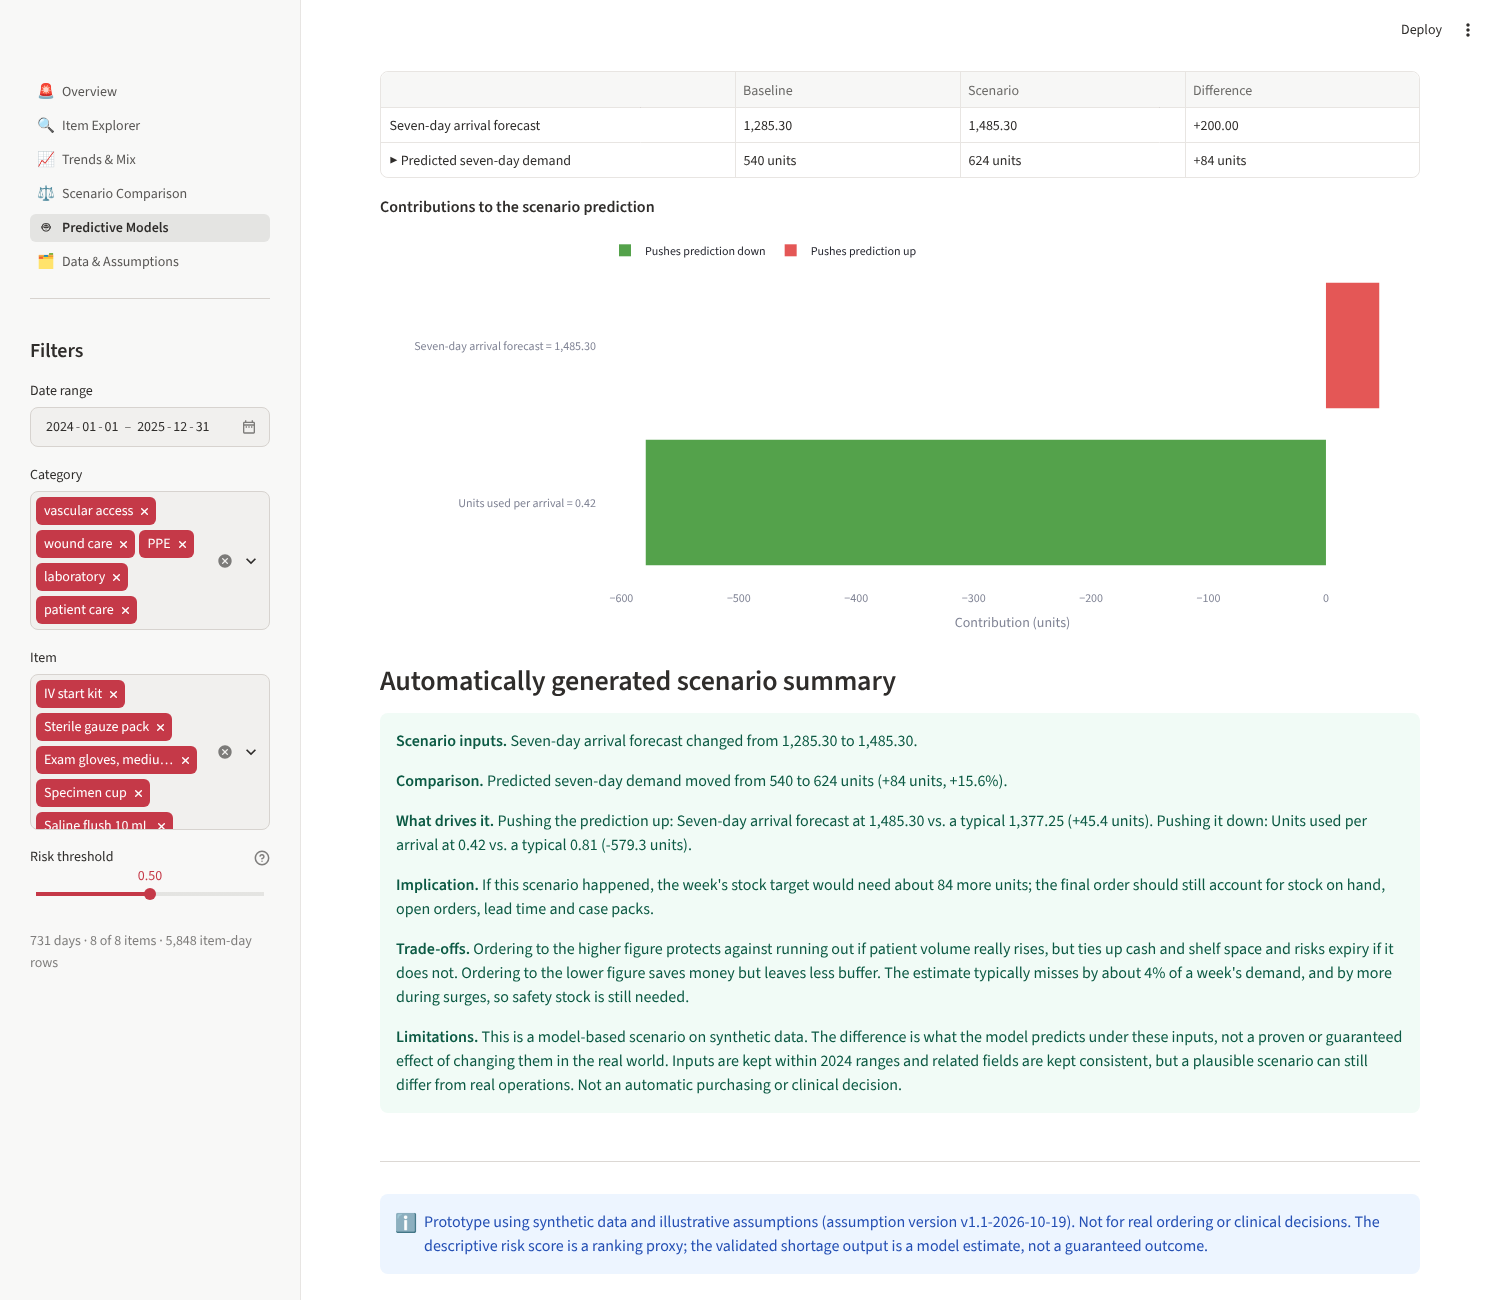 Deploy
Overview
Item Explorer
Trends & Mix
Scenario Comparison
Predictive Models
Data & Assumptions
Filters
Date range
2024-01-01 – 2025-12-31
Category
vascular access ×
wound care × PPE ×
laboratory ×
patient care ×
Item
IV start kit ×
Sterile gauze pack ×
Exam gloves, mediu... ×
Specimen cup ×
Saline flush 10 mL ×
Risk threshold
0.50
731 days · 8 of 8 items · 5,848 item-day
rows
Baseline Scenario Difference
Seven-day arrival forecast 1,285.30 1,485.30 +200.00
▸ Predicted seven-day demand 540 units 624 units +84 units
Contributions to the scenario prediction
Pushes prediction down Pushes prediction up
Seven-day arrival forecast = 1,485.30
Units used per arrival = 0.42
−600 −500 −400 −300 −200 −100 0
Contribution (units)
Automatically generated scenario summary
Scenario inputs. Seven-day arrival forecast changed from 1,285.30 to 1,485.30.
Comparison. Predicted seven-day demand moved from 540 to 624 units (+84 units, +15.6%).
What drives it. Pushing the prediction up: Seven-day arrival forecast at 1,485.30 vs. a typical 1,377.25 (+45.4 units). Pushing it down: Units used per
arrival at 0.42 vs. a typical 0.81 (-579.3 units).
Implication. If this scenario happened, the week's stock target would need about 84 more units; the final order should still account for stock on hand,
open orders, lead time and case packs.
Trade-offs. Ordering to the higher figure protects against running out if patient volume really rises, but ties up cash and shelf space and risks expiry if it
does not. Ordering to the lower figure saves money but leaves less buffer. The estimate typically misses by about 4% of a week's demand, and by more
during surges, so safety stock is still needed.
Limitations. This is a model-based scenario on synthetic data. The difference is what the model predicts under these inputs, not a proven or guaranteed
effect of changing them in the real world. Inputs are kept within 2024 ranges and related fields are kept consistent, but a plausible scenario can still
differ from real operations. Not an automatic purchasing or clinical decision.
Prototype using synthetic data and illustrative assumptions (assumption version v1.1-2026-10-19). Not for real ordering or clinical decisions. The
descriptive risk score is a ranking proxy; the validated shortage output is a model estimate, not a guaranteed outcome.